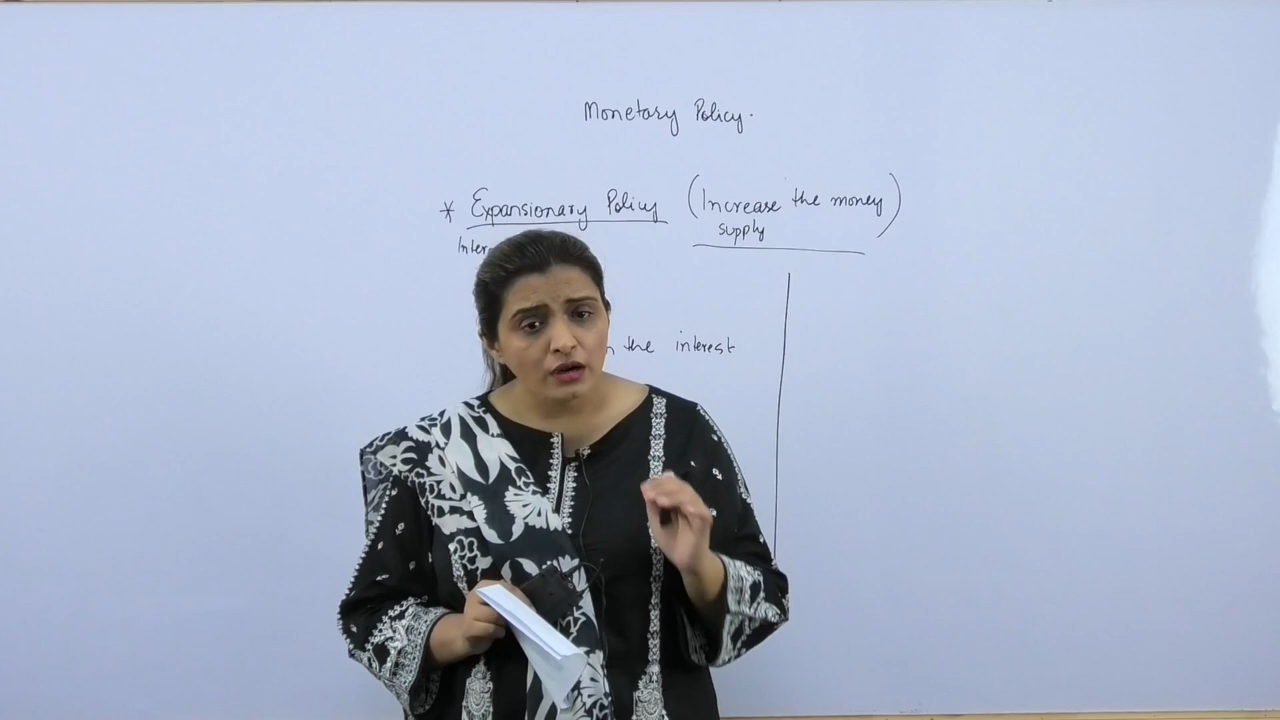 Monetary Policy.
* Expansionary Policy (Increase the money
supply)
the interest